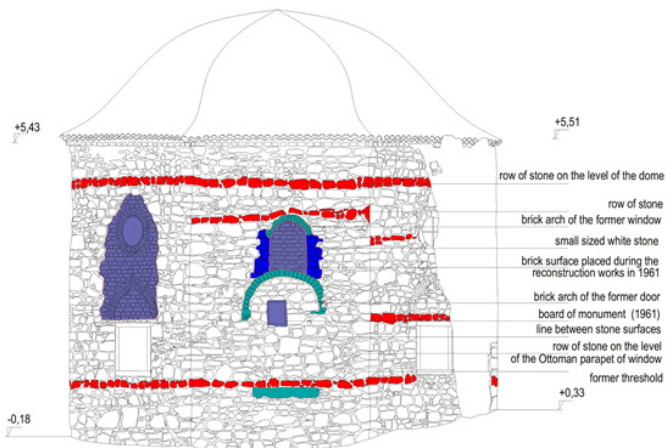 +5,43
+5,51
row of stone on the level of the dome
row of stone
brick arch of the former window
small sized white stone
brick surface placed during the
reconstruction works in 1961
brick arch of the former door
board of monument (1961)
line between stone surfaces
row of stone on the level
of the Ottoman parapet of window
former threshold
+0,33
-0,18